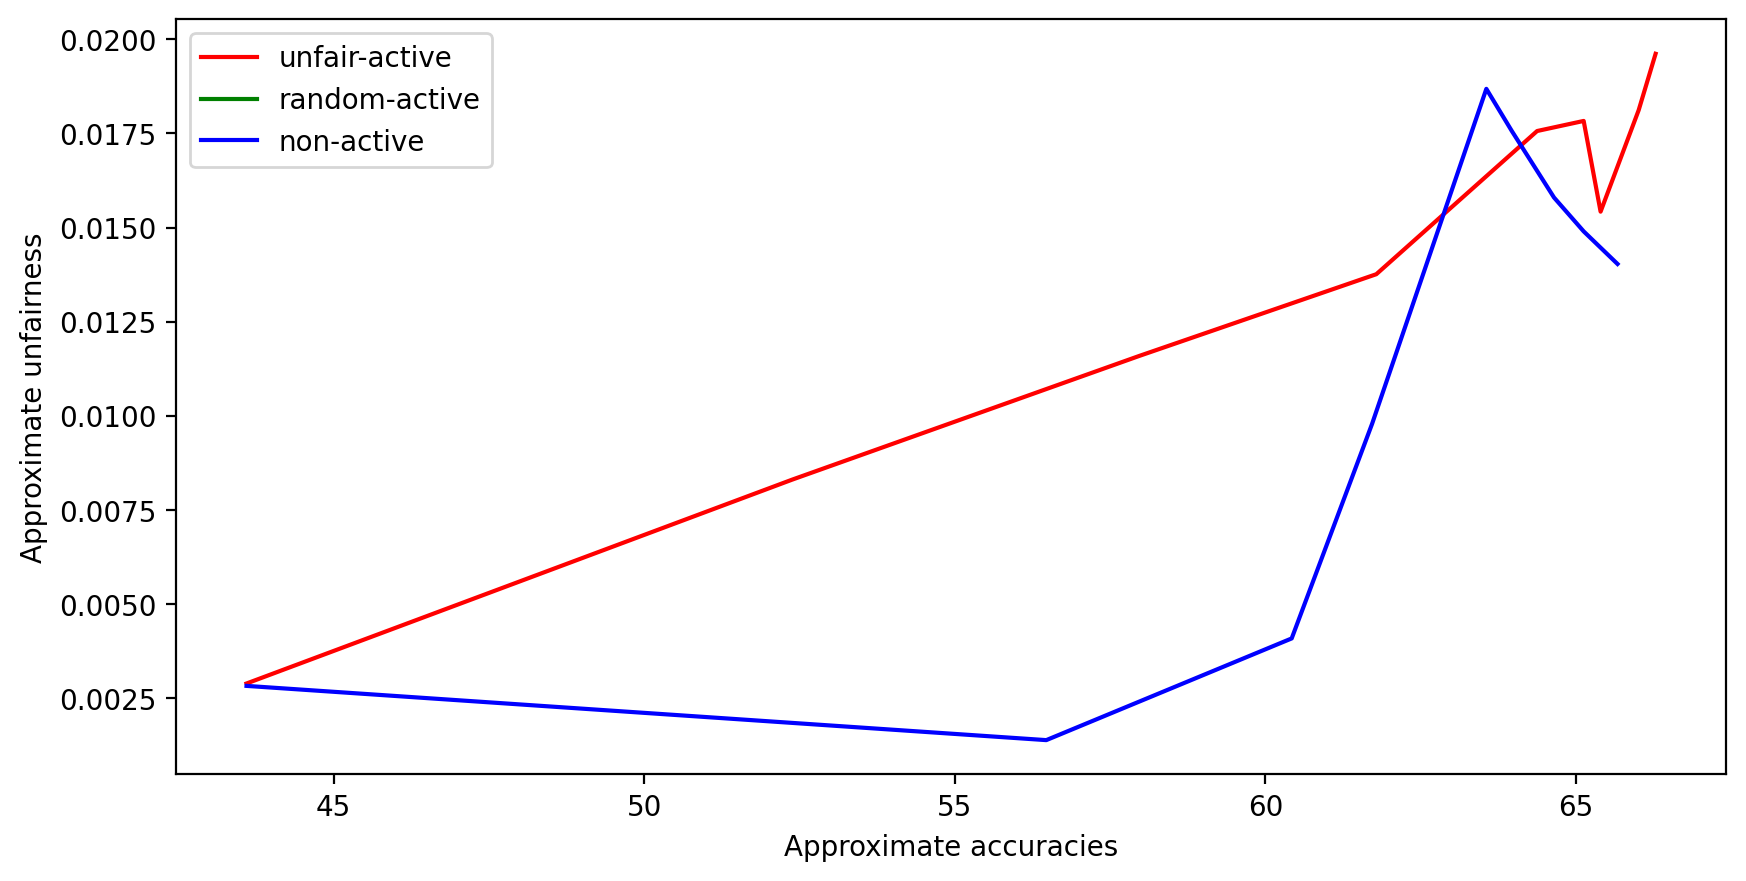 unfair-active
random-active
non-active
0.0200
0.0175
0.0150
0.0125
0.0100
0.0075
0.0050
0.0025
Approximate unfairness
45 50 55 60 65
Approximate accuracies